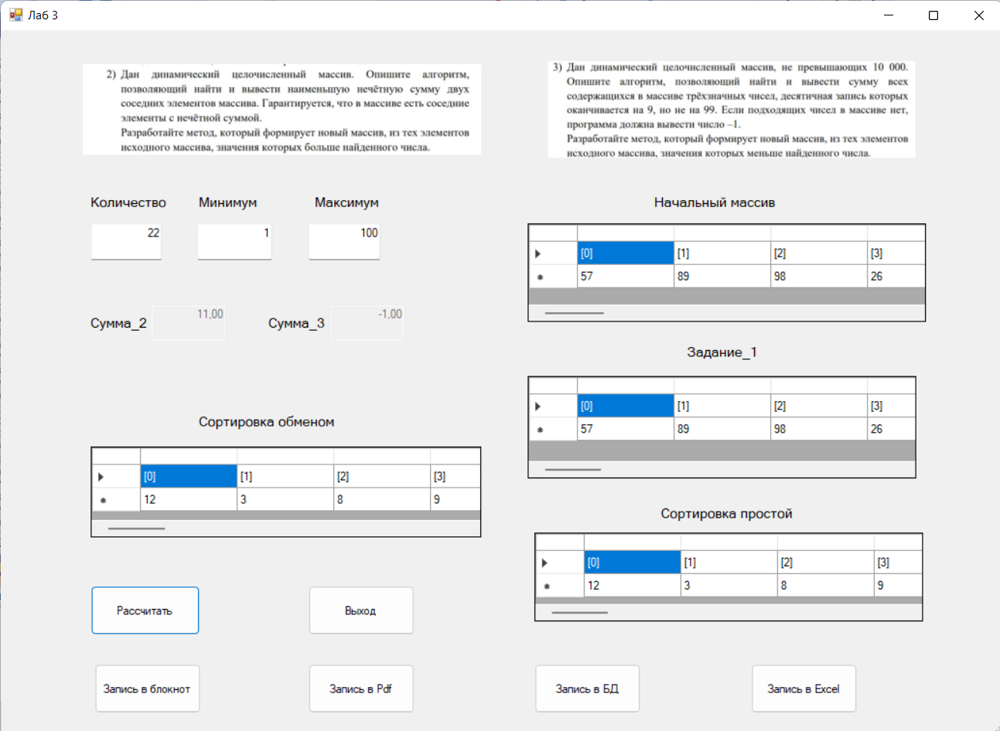 Лаб 3
2) Дан динамический целочисленный массив. Опишите алгоритм,
позволяющий найти и вывести наименьшую нечётную сумму двух
соседних элементов массива. Гарантируется, что в массиве есть соседние
элементы с нечётной суммой.
Разработайте метод, который формирует новый массив, из тех элементов
исходного массива, значения которых больше найденного числа.
3) Дан динамический целочисленный массив, не превышающих 10 000.
Опишите алгоритм, позволяющий найти и вывести сумму всех
содержащихся в массиве трёхзначных чисел, десятичная запись которых
оканчивается на 9, но не на 99. Если подходящих чисел в массиве нет,
программа должна вывести число –1.
Разработайте метод, который формирует новый массив, из тех элементов
исходного массива, значения которых меньше найденного числа.
Количество Минимум Максимум
22 1 100
Сумма_2 11,00 Сумма_3 -1,00
Начальный массив
[0] [1] [2] [3]
57 89 98 26
Задание_1
[0] [1] [2] [3]
57 89 98 26
Сортировка обменом
[0] [1] [2] [3]
12 3 8 9
Сортировка простой
[0] [1] [2] [3]
12 3 8 9
Рассчитать Выход
Запись в блокнот Запись в Pdf Запись в БД Запись в Excel